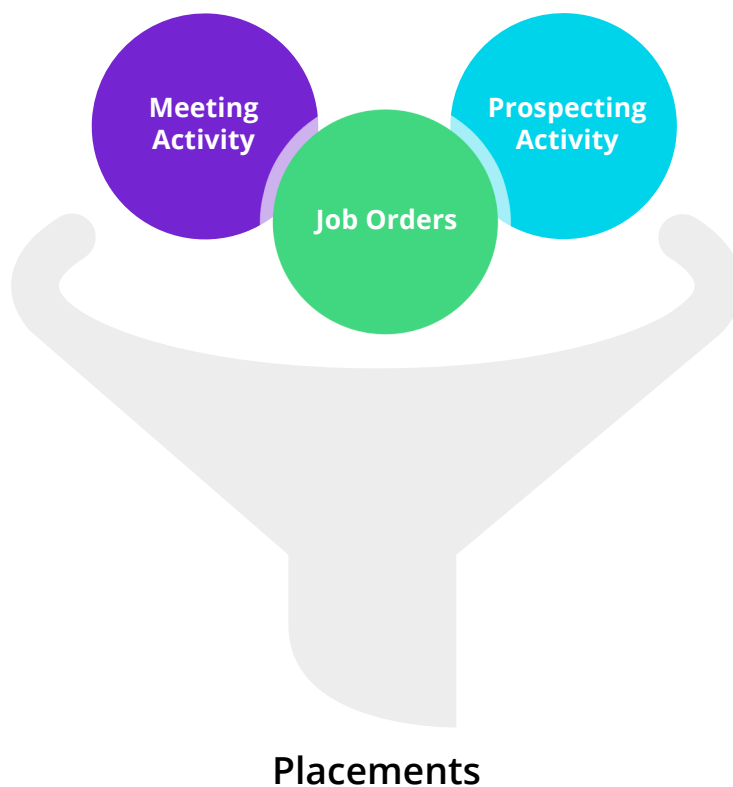 Meeting
Activity
Prospecting
Activity
Job Orders
Placements